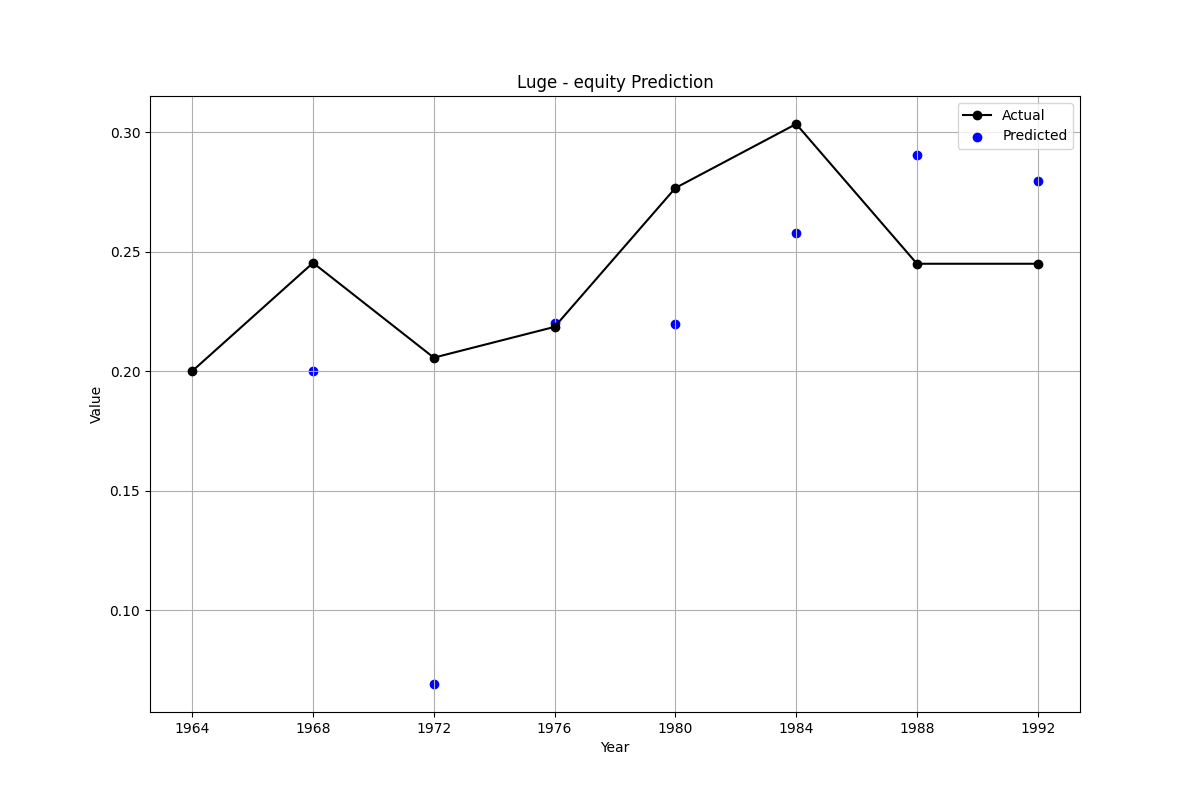 Luge - equity Prediction
Actual
Predicted
0.30
0.25
0.20
0.15
0.10
Value
1964 1968 1972 1976 1980 1984 1988 1992
Year